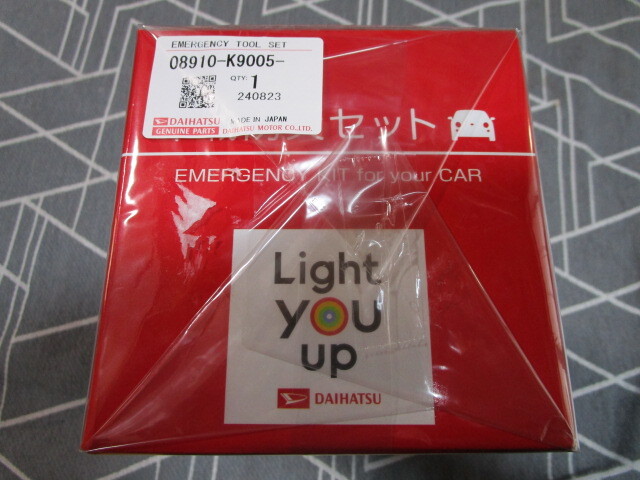 EMERGENCY TOOL SET
08910-K9005-
QTY: 1
240823
DAIHATSU MADE IN JAPAN
GENUINE PARTS DAIHATSU MOTOR CO.,LTD.
セット
EMERGENCY KIT for your CAR
Light
YOU
up
DAIHATSU